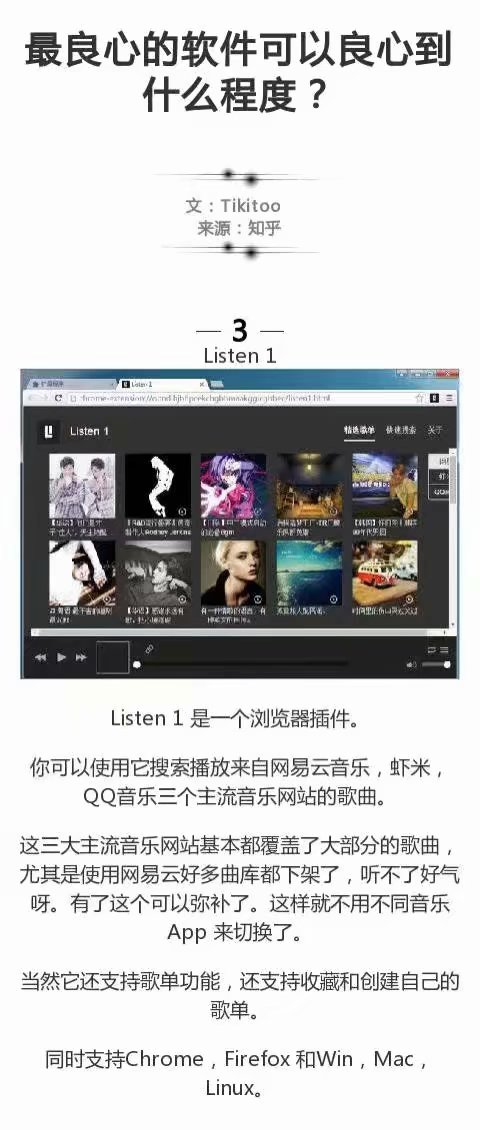 最良心的软件可以良心到
什么程度？
文：Tikitoo
来源：知乎
3
Listen 1
Listen 1
Listen 1
精选歌单 快速搜索 关于
Listen 1 是一个浏览器插件。
你可以使用它搜索播放来自网易云音乐，虾米，
QQ音乐三个主流音乐网站的歌曲。
这三大主流音乐网站基本都覆盖了大部分的歌曲，
尤其是使用网易云好多曲库都下架了，听不了好气
呀。有了这个可以弥补了。这样就不用不同音乐
App 来切换了。
当然它还支持歌单功能，还支持收藏和创建自己的
歌单。
同时支持Chrome，Firefox 和Win，Mac，
Linux。